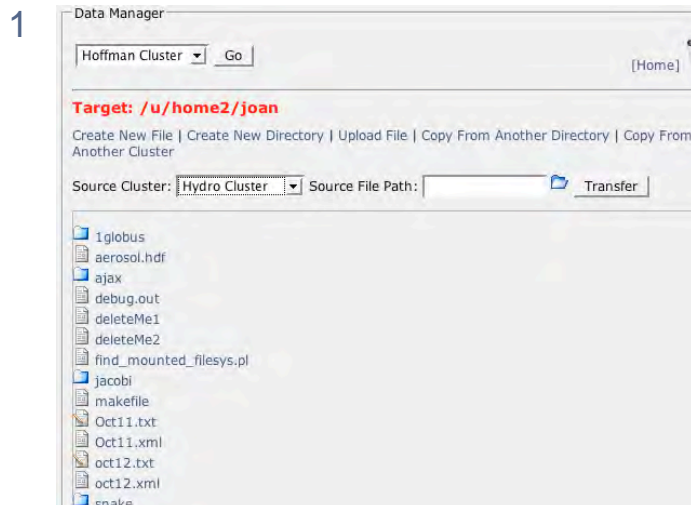 1
Data Manager
Hoffman Cluster Go
[Home]
Target: /u/home2/joan
Create New File | Create New Directory | Upload File | Copy From Another Directory | Copy From
Another Cluster
Source Cluster: Hydro Cluster Source File Path: Transfer
1globus
aerosol.hdf
ajax
debug.out
deleteMe1
deleteMe2
find_mounted_filesys.pl
jacobi
makefile
Oct11.txt
Oct11.xml
oct12.txt
oct12.xml
snake